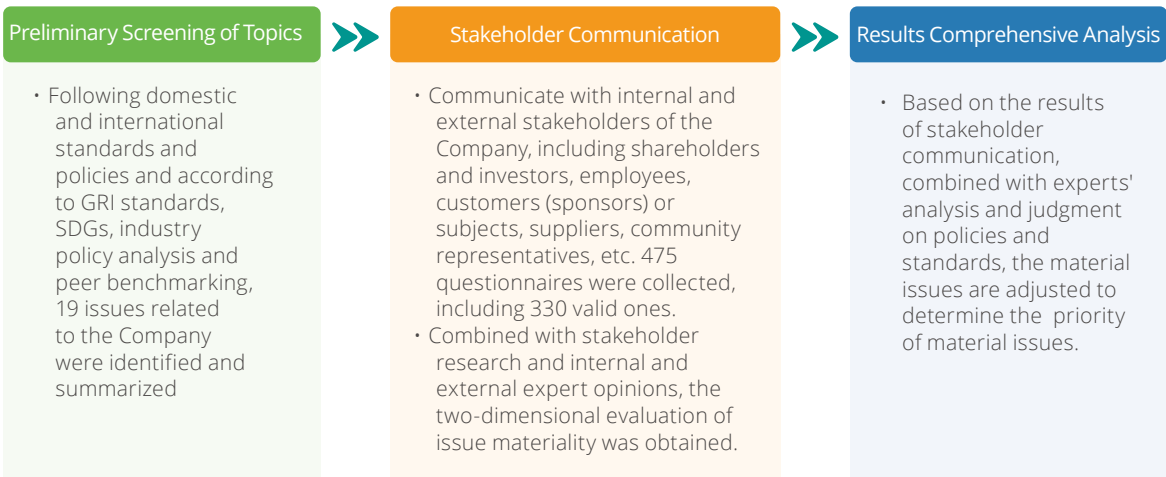 Preliminary Screening of Topics
• Following domestic
and international
standards and
policies and according
to GRI standards,
SDGs, industry
policy analysis and
peer benchmarking,
19 issues related
to the Company
were identified and
summarized
Stakeholder Communication
• Communicate with internal and
external stakeholders of the
Company, including shareholders
and investors, employees,
customers (sponsors) or
subjects, suppliers, community
representatives, etc. 475
questionnaires were collected,
including 330 valid ones.
• Combined with stakeholder
research and internal and
external expert opinions, the
two-dimensional evaluation of
issue materiality was obtained.
Results Comprehensive Analysis
• Based on the results
of stakeholder
communication,
combined with experts'
analysis and judgment
on policies and
standards, the material
issues are adjusted to
determine the priority
of material issues.